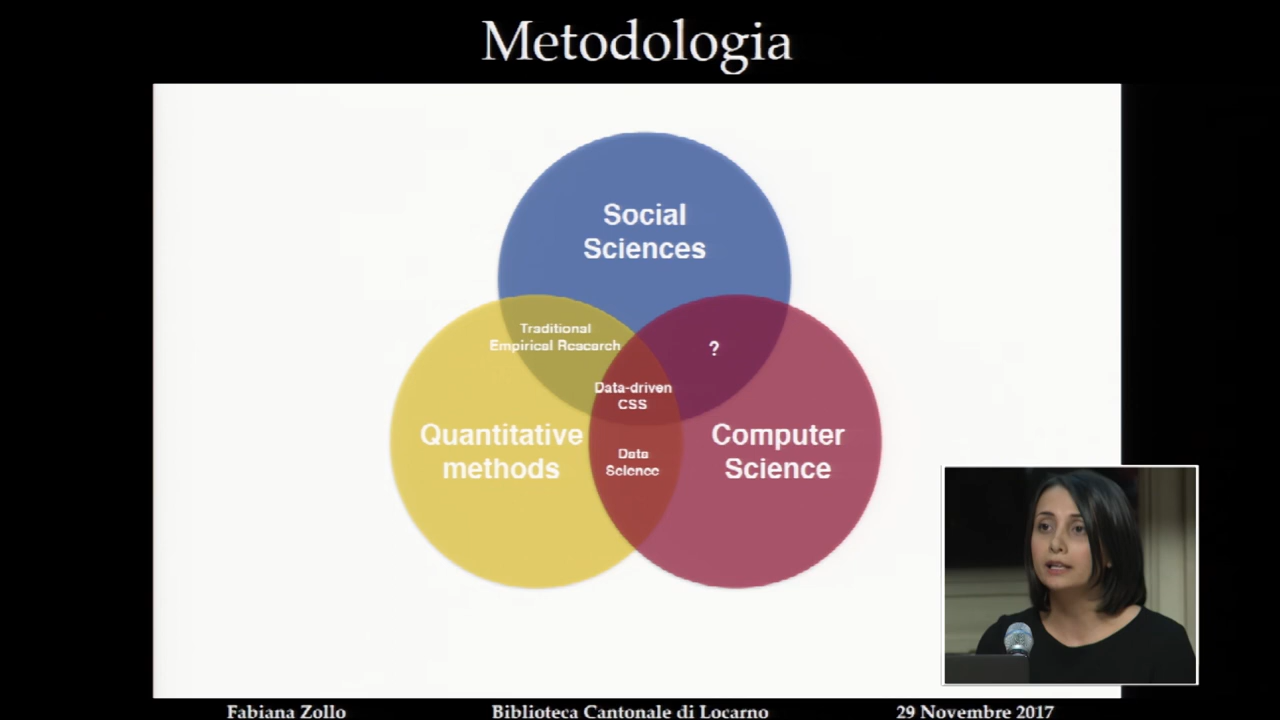 Metodologia
Social
Sciences
Traditional
Empirical Research
?
Data-driven
CSS
Quantitative
methods
Computer
Science
Data
Science
Fabiana Zollo
Biblioteca Cantonale di Locarno
29 Novembre 2017